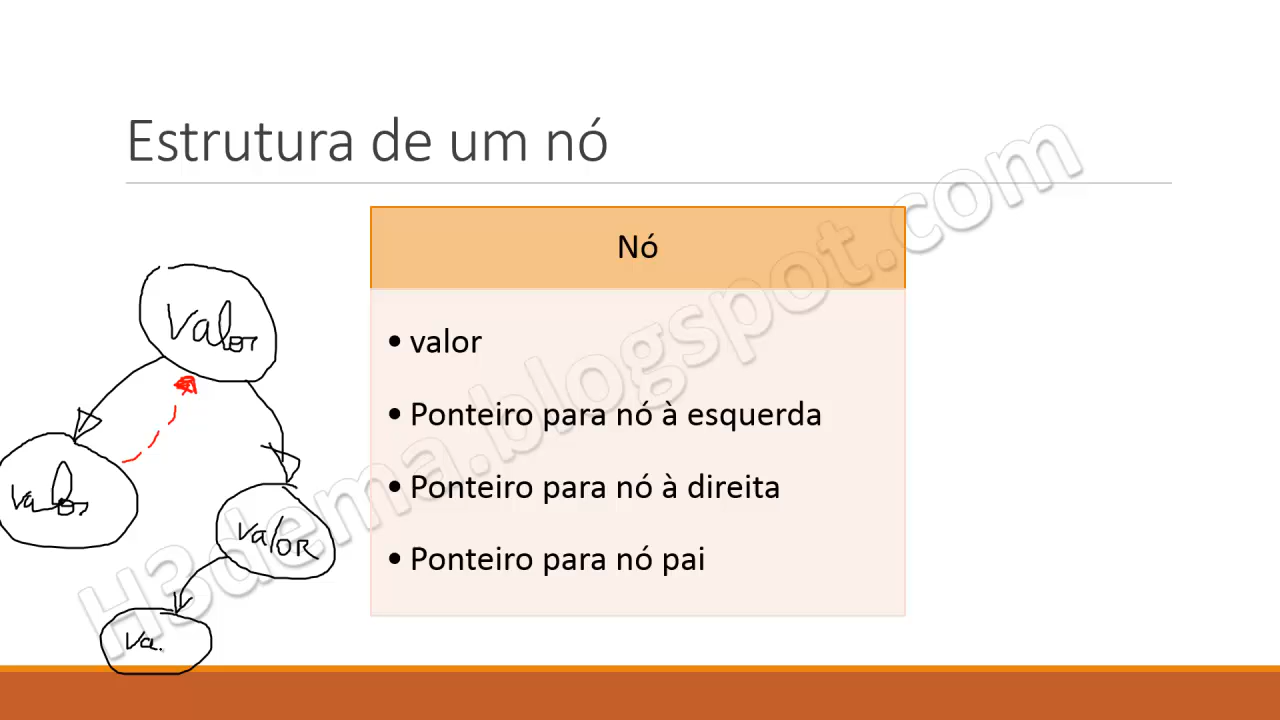 Estrutura de um nó
Nó
• valor
• Ponteiro para nó à esquerda
• Ponteiro para nó à direita
• Ponteiro para nó pai
Valor
valor
valoR
Va.
H3dema.blogspot.com